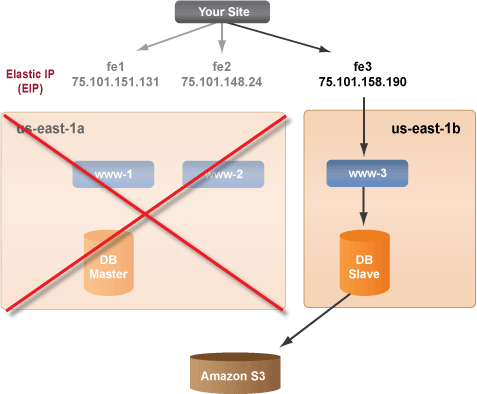 Your Site
Elastic IP
(EIP)
fe1
75.101.151.131
fe2
75.101.148.24
fe3
75.101.158.190
us-east-1a
us-east-1b
www-1
www-2
www-3
DB
Master
DB
Slave
Amazon S3